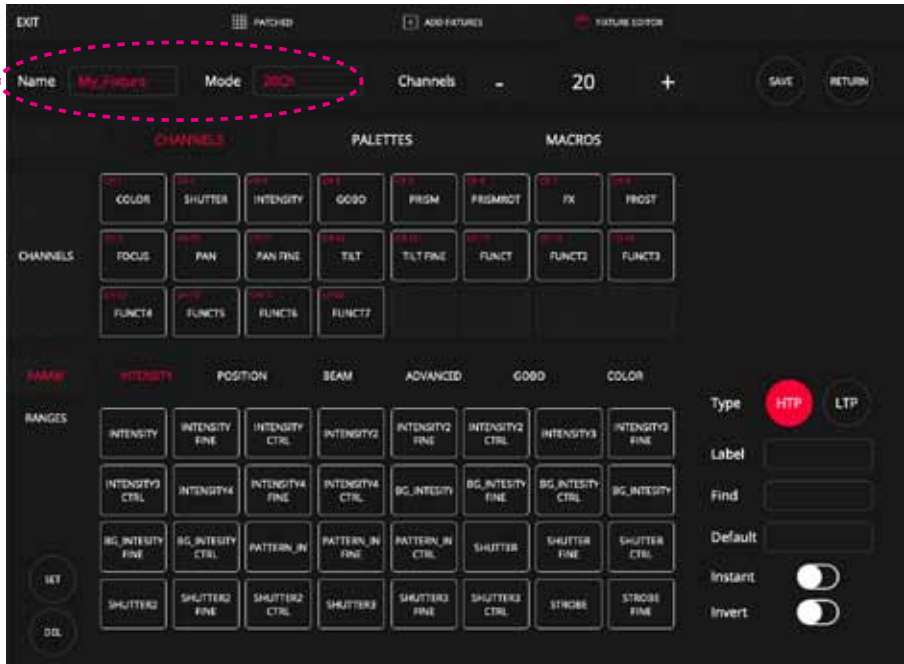 EXIT PATCHED ADD FIXTURES FIXTURE EDITOR
Name My_Fixture Mode 20Ch Channels - 20 + SAVE RETURN
CHANNELS PALETTES MACROS
COLOR SHUTTER INTENSITY GOBO PRISM PRISMROT FX FROST
CHANNELS FOCUS PAN PAN FINE TILT TILT FINE FUNCT FUNCT2 FUNCT3
FUNCT4 FUNCT5 FUNCT6 FUNCT7
PARAM INTENSITY POSITION BEAM ADVANCED GOBO COLOR
RANGES
INTENSITY INTENSITY FINE INTENSITY CTRL INTENSITY2 INTENSITY2 FINE INTENSITY2 CTRL INTENSITY3 INTENSITY3 FINE
INTENSITY3 CTRL INTENSITY4 INTENSITY4 FINE INTENSITY4 CTRL BG_INTESITY BG_INTESITY FINE BG_INTESITY CTRL BG_INTESITY
BG_INTESITY FINE BG_INTESITY CTRL PATTERN_IN PATTERN_IN FINE PATTERN_IN CTRL SHUTTER SHUTTER FINE SHUTTER CTRL
SHUTTER2 SHUTTER2 FINE SHUTTER2 CTRL SHUTTER3 SHUTTER3 FINE SHUTTER3 CTRL STROBE STROBE FINE
SET
DEL
Type HTP LTP
Label
Find
Default
Instant
Invert